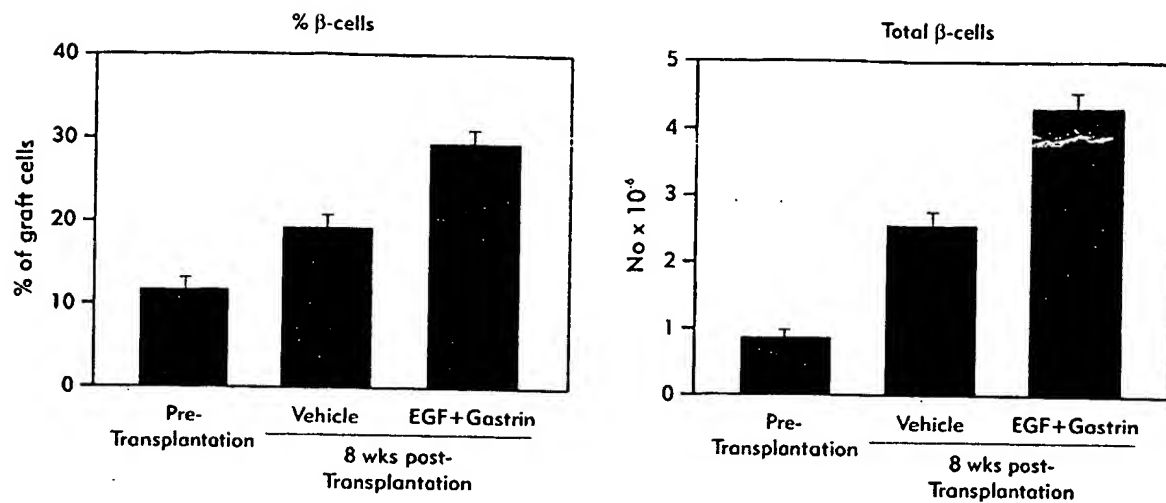 % β-cells
40
30
20
10
0
% of graft cells
Pre-
Transplantation
Vehicle
EGF+Gastrin
8 wks post-
Transplantation
Total β-cells
5
4
3
2
1
0
No x 10⁻⁶
Pre-
Transplantation
Vehicle
EGF+Gastrin
8 wks post-
Transplantation